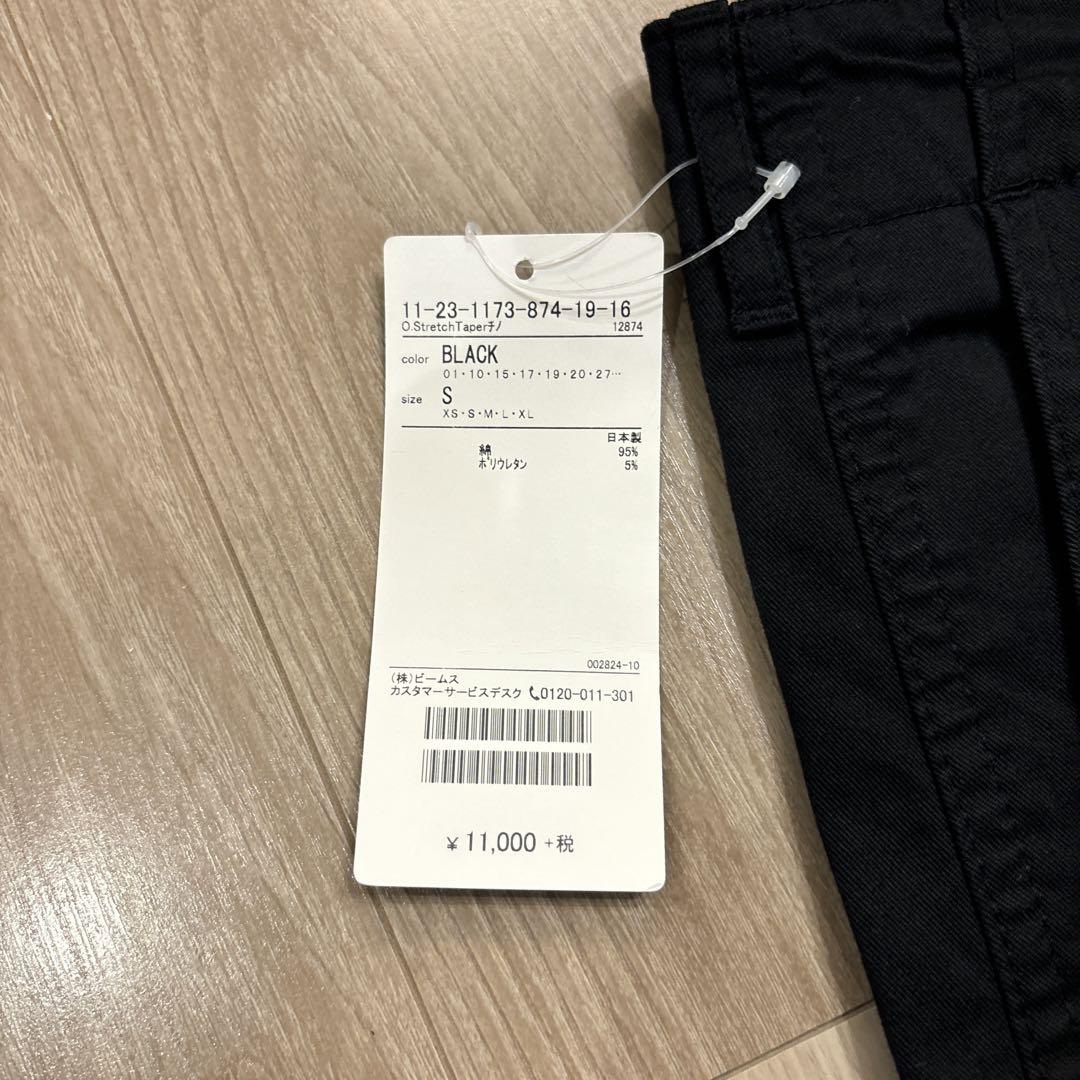 11-23-1173-874-19-16
O.StretchTaperチノ 12874
color BLACK
01・10・15・17・19・20・27…
size S
XS・S・M・L・XL
日本製
綿 95%
ポリウレタン 5%
002824-10
(株)ビームス
カスタマーサービスデスク 0120-011-301
¥ 11,000 +税